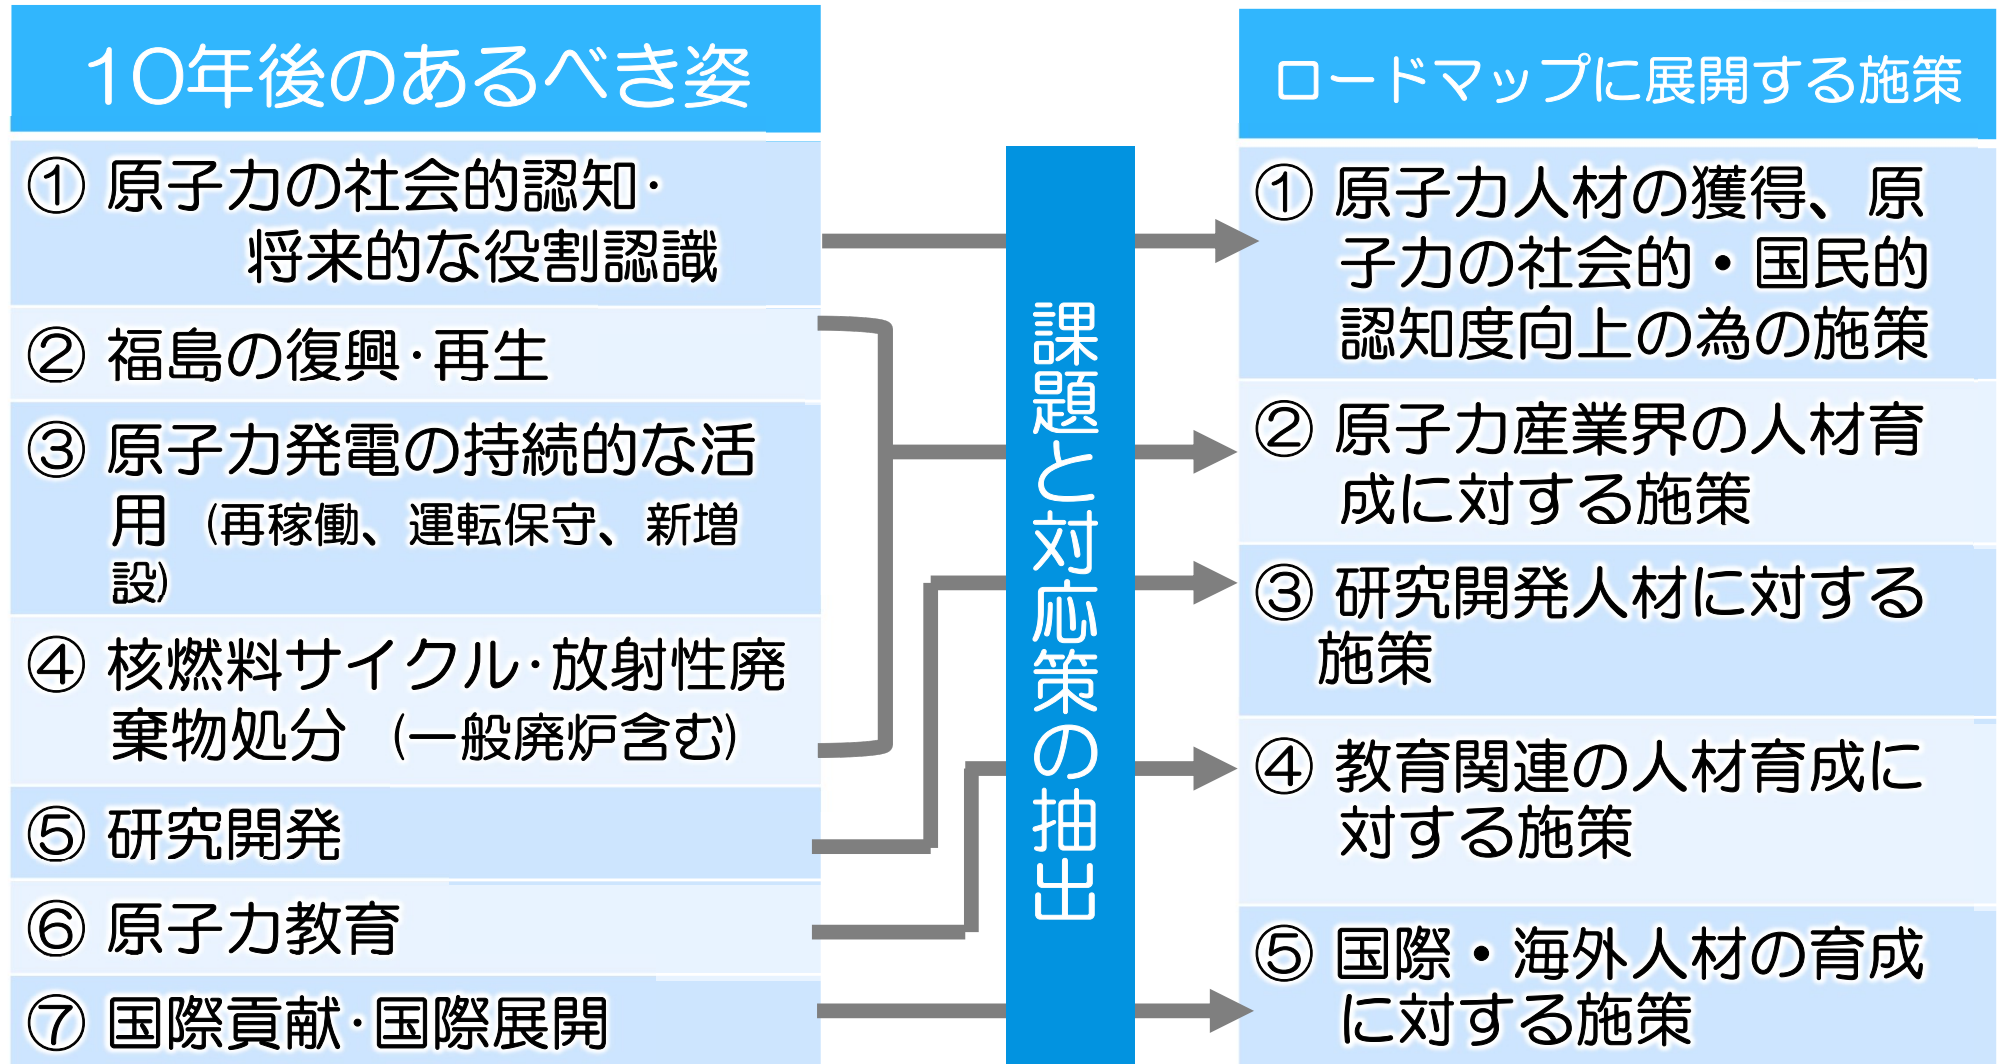 10年後のあるべき姿
① 原子力の社会的認知・
将来的な役割認識
② 福島の復興・再生
③ 原子力発電の持続的な活
用 (再稼働、運転保守、新増
設)
④ 核燃料サイクル・放射性廃
棄物処分 (一般廃炉含む)
⑤ 研究開発
⑥ 原子力教育
⑦ 国際貢献・国際展開
課題と対応策の抽出
ロードマップに展開する施策
① 原子力人材の獲得、原
子力の社会的・国民的
認知度向上の為の施策
② 原子力産業界の人材育
成に対する施策
③ 研究開発人材に対する
施策
④ 教育関連の人材育成に
対する施策
⑤ 国際・海外人材の育成
に対する施策